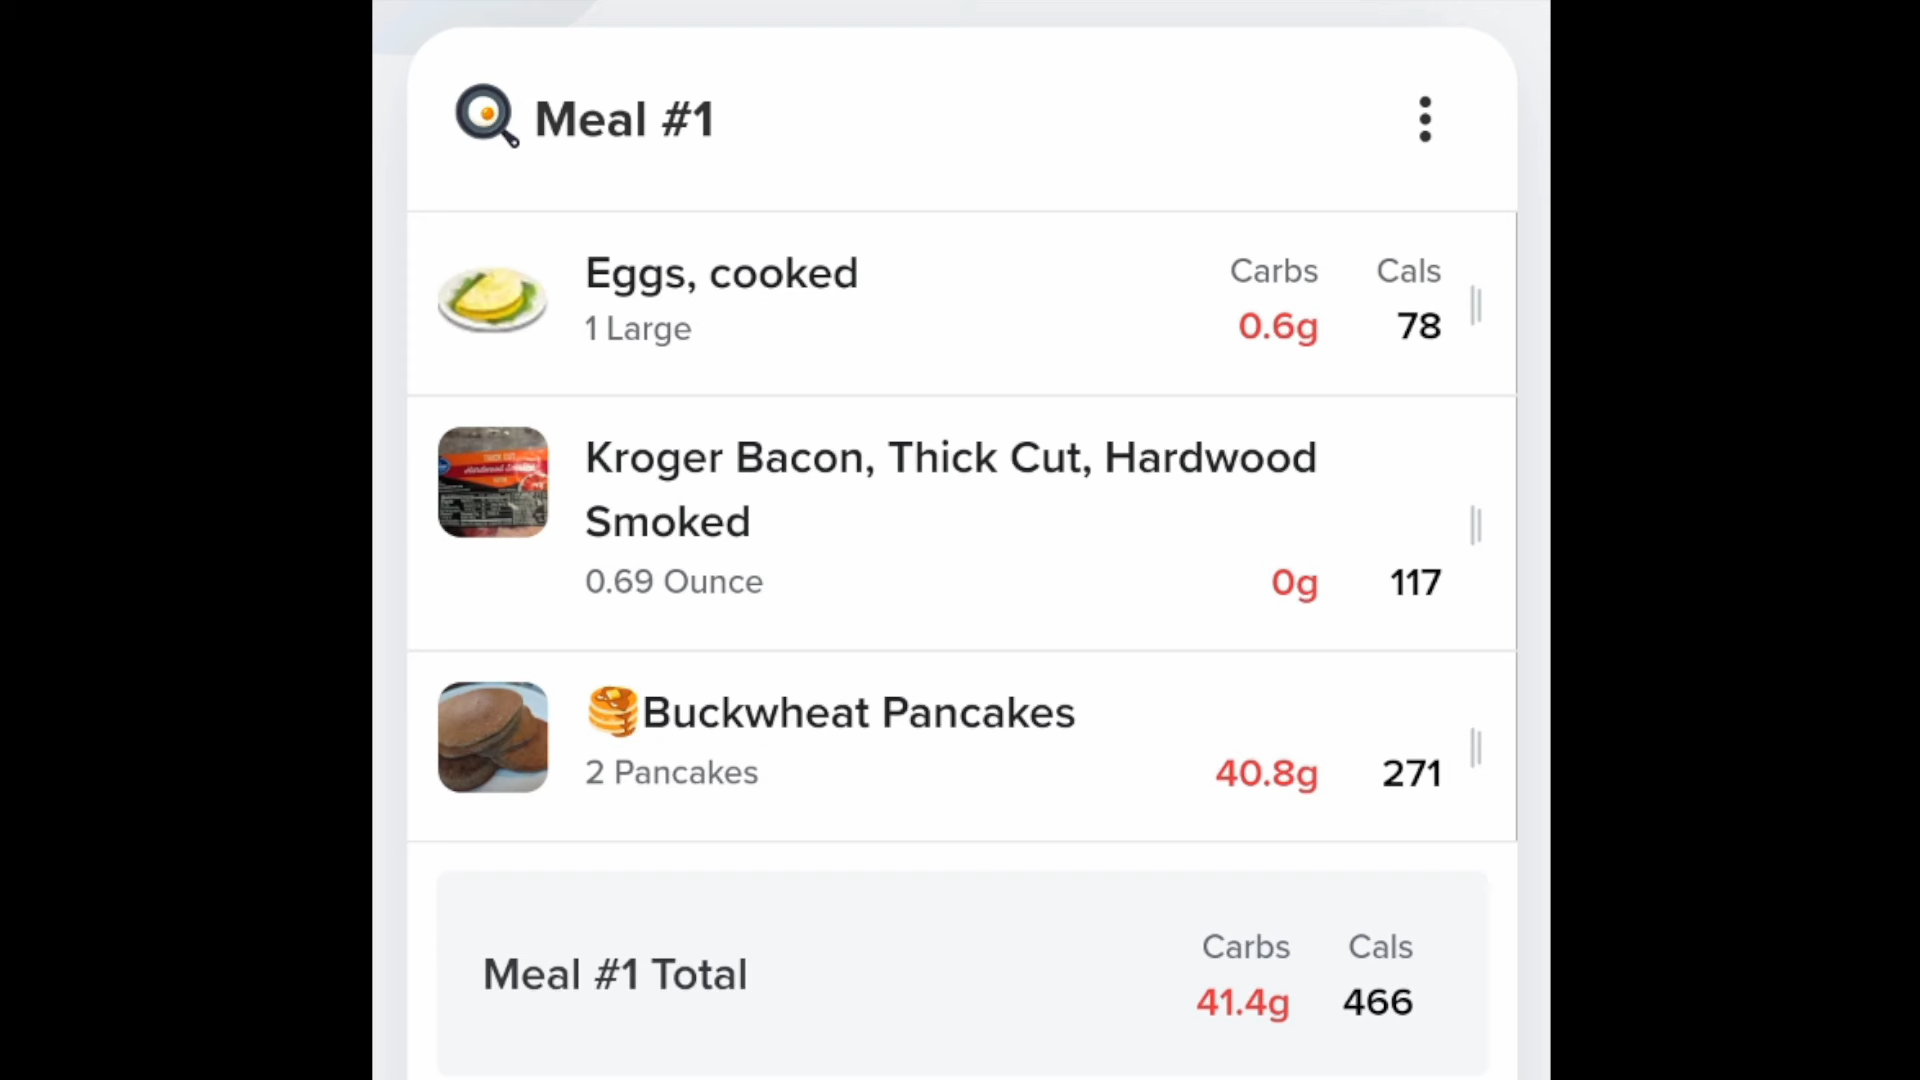 Meal #1
Eggs, cooked
Carbs Cals
1 Large 0.6g 78
Kroger Bacon, Thick Cut, Hardwood
Smoked
0.69 Ounce 0g 117
Buckwheat Pancakes
2 Pancakes 40.8g 271
Carbs Cals
Meal #1 Total
41.4g 466